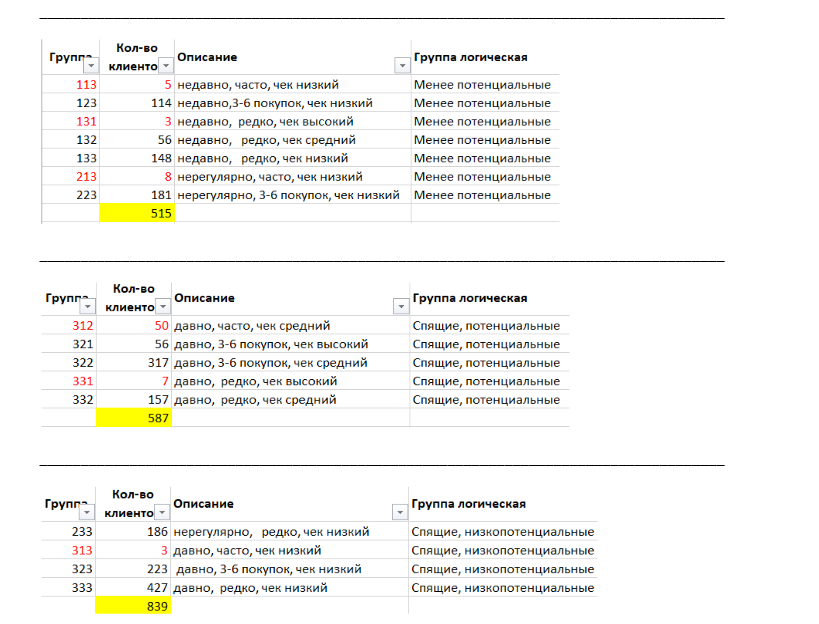 Группа Кол-во клиенто Описание Группа логическая
113 5 недавно, часто, чек низкий Менее потенциальные
123 114 недавно,3-6 покупок, чек низкий Менее потенциальные
131 3 недавно, редко, чек высокий Менее потенциальные
132 56 недавно, редко, чек средний Менее потенциальные
133 148 недавно, редко, чек низкий Менее потенциальные
213 8 нерегулярно, часто, чек низкий Менее потенциальные
223 181 нерегулярно, 3-6 покупок, чек низкий Менее потенциальные
515
Группа Кол-во клиенто Описание Группа логическая
312 50 давно, часто, чек средний Спящие, потенциальные
321 56 давно, 3-6 покупок, чек высокий Спящие, потенциальные
322 317 давно, 3-6 покупок, чек средний Спящие, потенциальные
331 7 давно, редко, чек высокий Спящие, потенциальные
332 157 давно, редко, чек средний Спящие, потенциальные
587
Группа Кол-во клиенто Описание Группа логическая
233 186 нерегулярно, редко, чек низкий Спящие, низкопотенциальные
313 3 давно, часто, чек низкий Спящие, низкопотенциальные
323 223 давно, 3-6 покупок, чек низкий Спящие, низкопотенциальные
333 427 давно, редко, чек низкий Спящие, низкопотенциальные
839